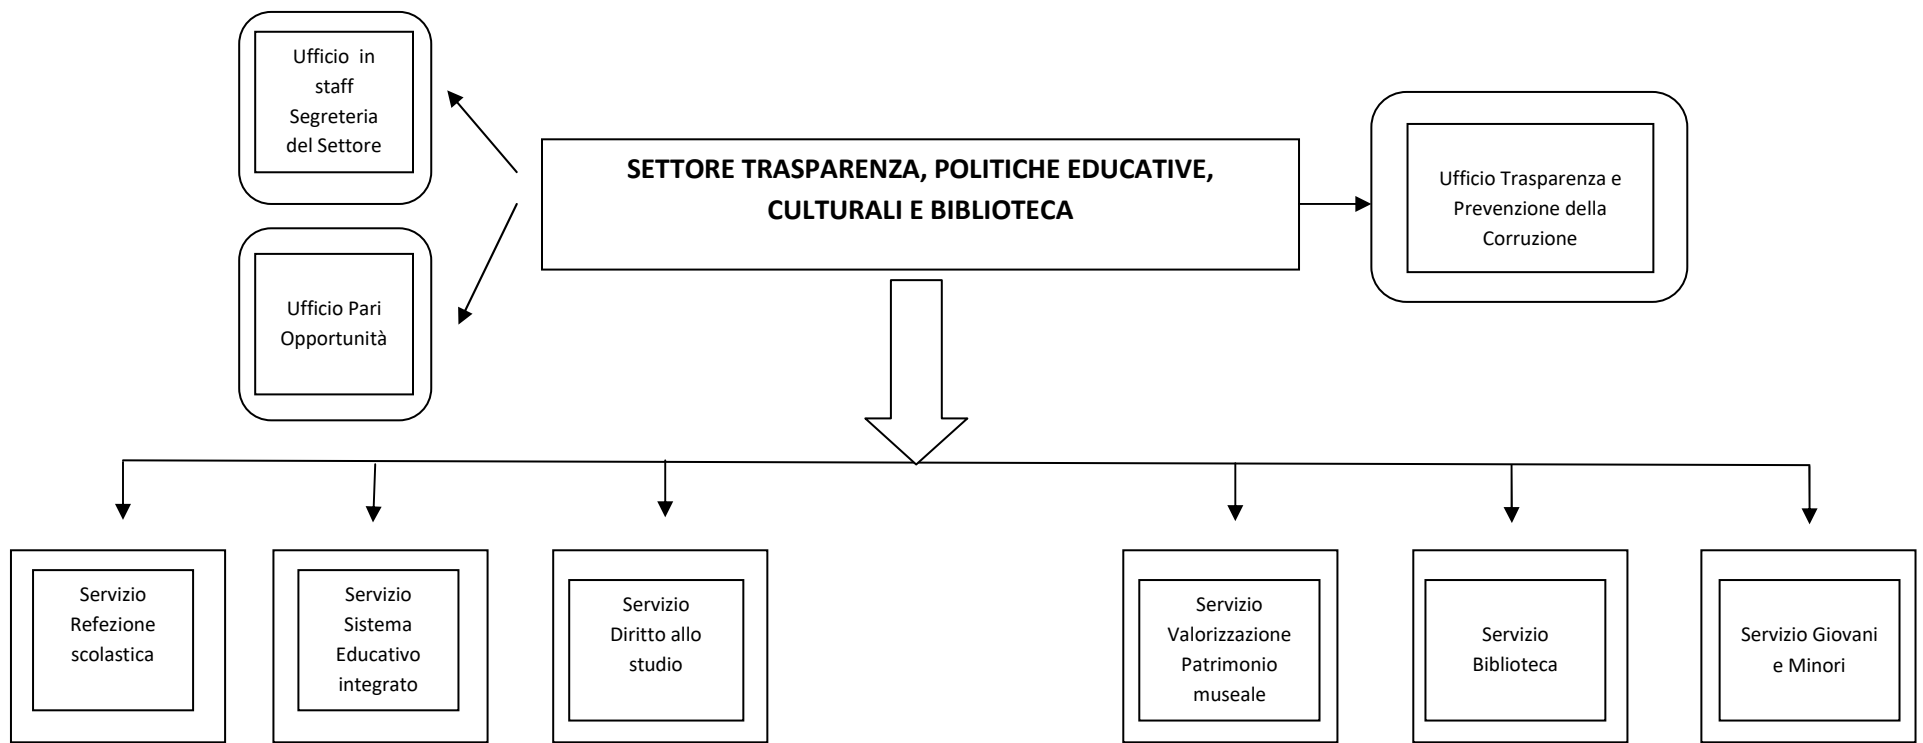 Ufficio in
staff
Segreteria
del Settore
SETTORE TRASPARENZA, POLITICHE EDUCATIVE,
CULTURALI E BIBLIOTECA
Ufficio Trasparenza e
Prevenzione della
Corruzione
Ufficio Pari
Opportunità
Servizio
Refezione
scolastica
Servizio
Sistema
Educativo
integrato
Servizio
Diritto allo
studio
Servizio
Valorizzazione
Patrimonio
museale
Servizio
Biblioteca
Servizio Giovani
e Minori